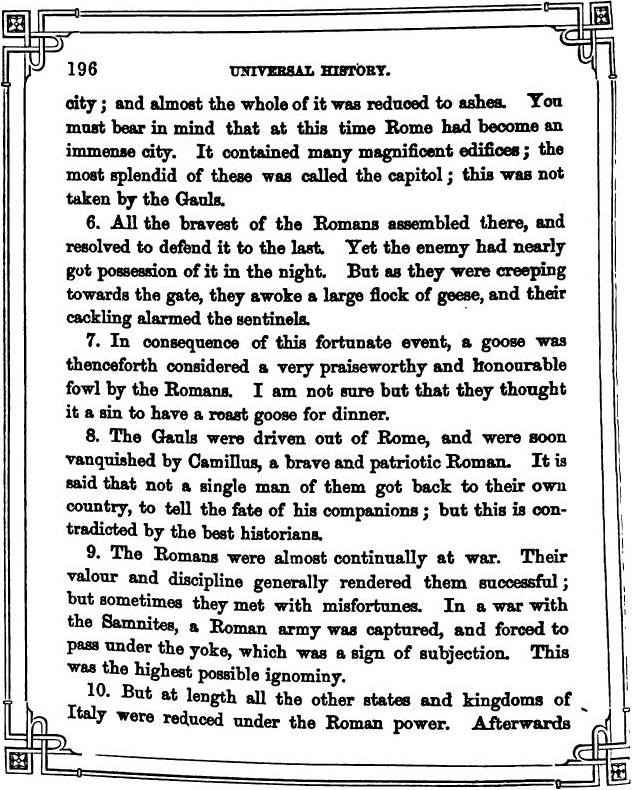 196 UNIVERSAL HISTORY.
city; and almost the whole of it was reduced to ashes. You
must bear in mind that at this time Rome had become an
immense city. It contained many magnificent edifices; the
most splendid of these was called the capitol; this was not
taken by the Gauls.
6. All the bravest of the Romans assembled there, and
resolved to defend it to the last. Yet the enemy had nearly
got possession of it in the night. But as they were creeping
towards the gate, they awoke a large flock of geese, and their
cackling alarmed the sentinels.
7. In consequence of this fortunate event, a goose was
thenceforth considered a very praiseworthy and honourable
fowl by the Romans. I am not sure but that they thought
it a sin to have a roast goose for dinner.
8. The Gauls were driven out of Rome, and were soon
vanquished by Camillus, a brave and patriotic Roman. It is
said that not a single man of them got back to their own
country, to tell the fate of his companions; but this is con-
tradicted by the best historians.
9. The Romans were almost continually at war. Their
valour and discipline generally rendered them successful;
but sometimes they met with misfortunes. In a war with
the Samnites, a Roman army was captured, and forced to
pass under the yoke, which was a sign of subjection. This
was the highest possible ignominy.
10. But at length all the other states and kingdoms of
Italy were reduced under the Roman power. Afterwards